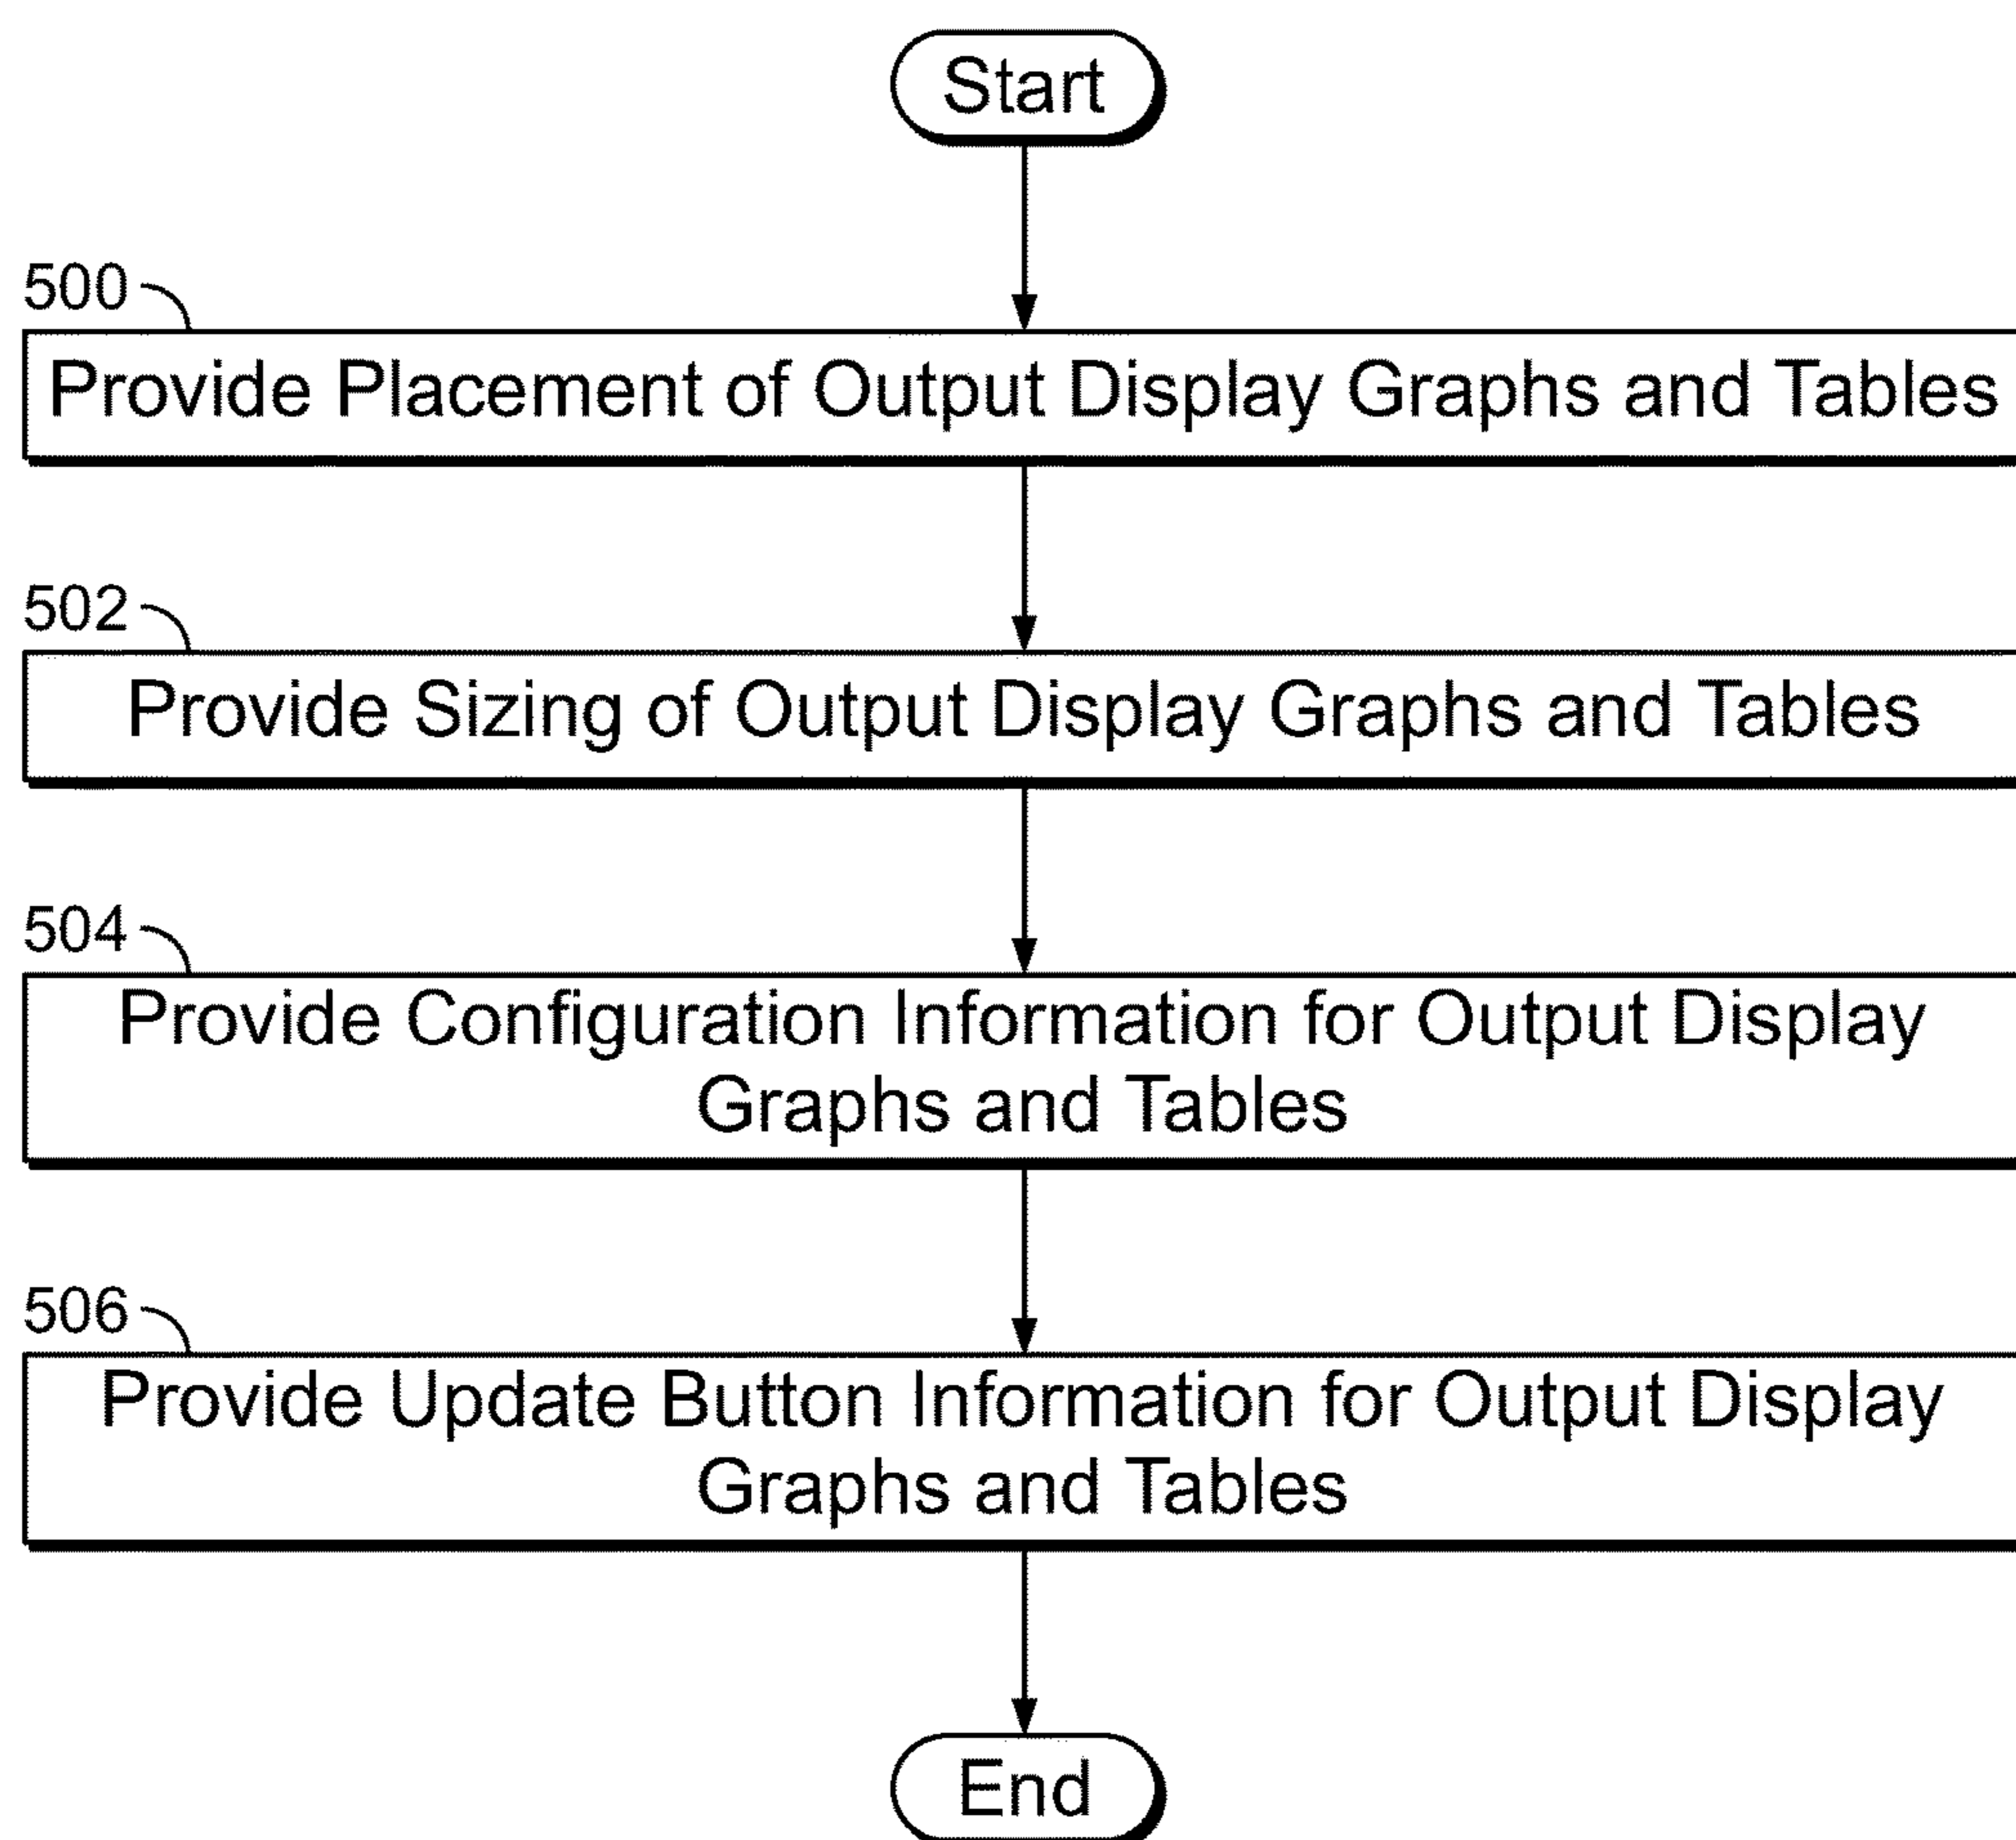 Start
500
Provide Placement of Output Display Graphs and Tables
502
Provide Sizing of Output Display Graphs and Tables
504
Provide Configuration Information for Output Display
Graphs and Tables
506
Provide Update Button Information for Output Display
Graphs and Tables
End